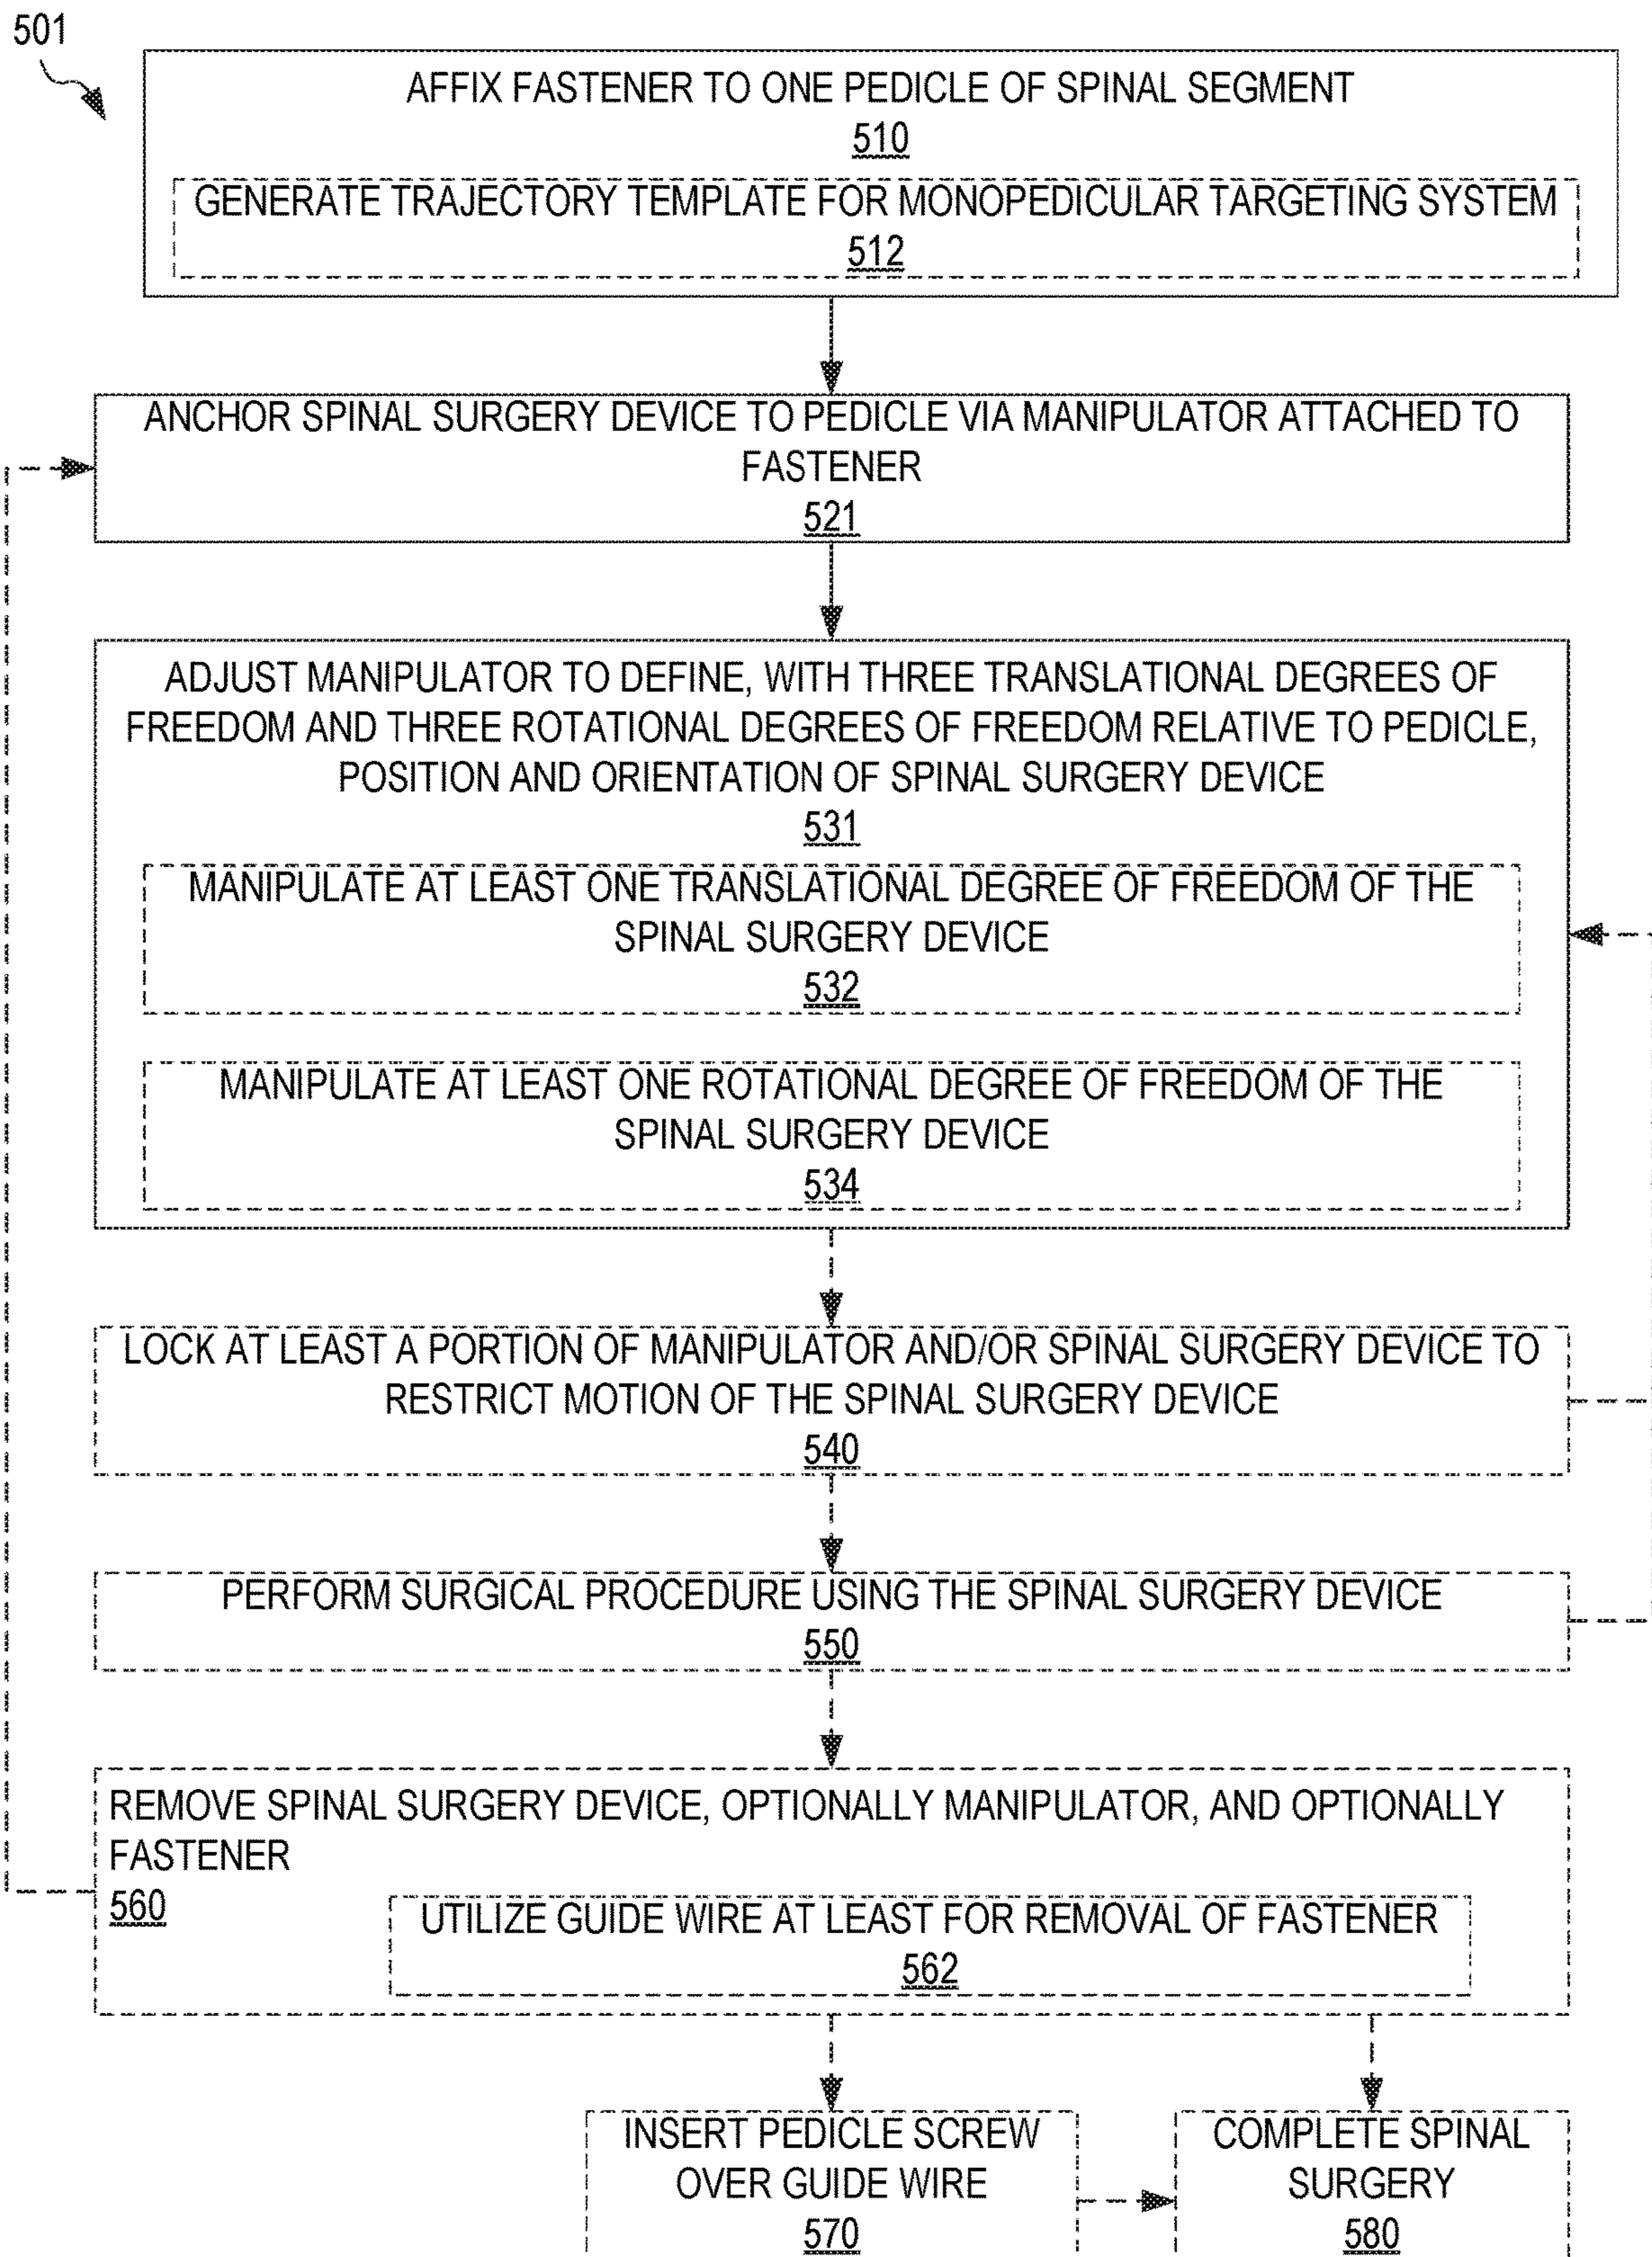 501
AFFIX FASTENER TO ONE PEDICLE OF SPINAL SEGMENT
510
GENERATE TRAJECTORY TEMPLATE FOR MONOPEDICULAR TARGETING SYSTEM
512
ANCHOR SPINAL SURGERY DEVICE TO PEDICLE VIA MANIPULATOR ATTACHED TO
FASTENER
521
ADJUST MANIPULATOR TO DEFINE, WITH THREE TRANSLATIONAL DEGREES OF
FREEDOM AND THREE ROTATIONAL DEGREES OF FREEDOM RELATIVE TO PEDICLE,
POSITION AND ORIENTATION OF SPINAL SURGERY DEVICE
531
MANIPULATE AT LEAST ONE TRANSLATIONAL DEGREE OF FREEDOM OF THE
SPINAL SURGERY DEVICE
532
MANIPULATE AT LEAST ONE ROTATIONAL DEGREE OF FREEDOM OF THE
SPINAL SURGERY DEVICE
534
LOCK AT LEAST A PORTION OF MANIPULATOR AND/OR SPINAL SURGERY DEVICE TO
RESTRICT MOTION OF THE SPINAL SURGERY DEVICE
540
PERFORM SURGICAL PROCEDURE USING THE SPINAL SURGERY DEVICE
550
REMOVE SPINAL SURGERY DEVICE, OPTIONALLY MANIPULATOR, AND OPTIONALLY
FASTENER
560
UTILIZE GUIDE WIRE AT LEAST FOR REMOVAL OF FASTENER
562
INSERT PEDICLE SCREW
OVER GUIDE WIRE
570
COMPLETE SPINAL
SURGERY
580